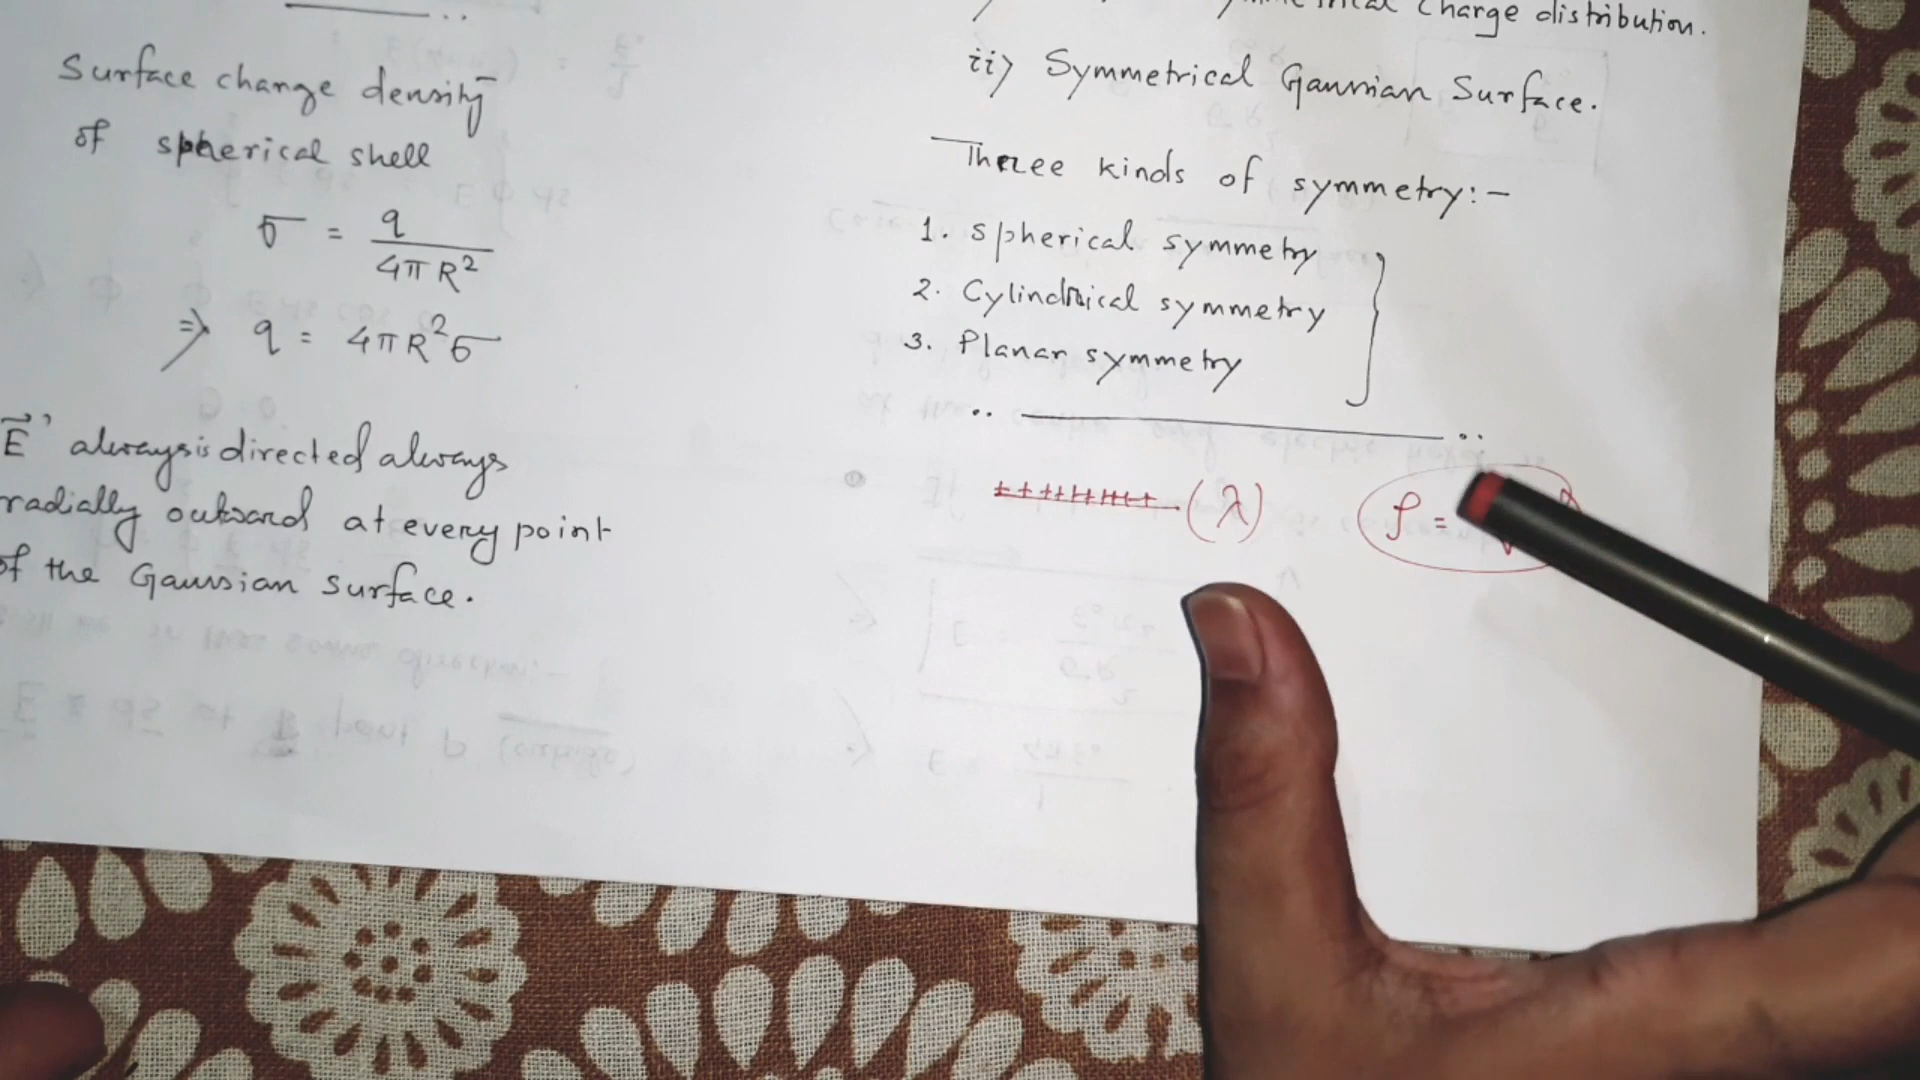 Surface change density
of spherical shell
σ = q / 4πR²
⇒ q = 4πR²σ
E⃗ always is directed always
radially outward at every point
of the Gaussian surface.
charge distribution.
ii) Symmetrical Gaussian Surface.
Three kinds of symmetry:-
1. Spherical symmetry
2. Cylindrical symmetry
3. Planar symmetry
+++++++++ (λ)
ρ =